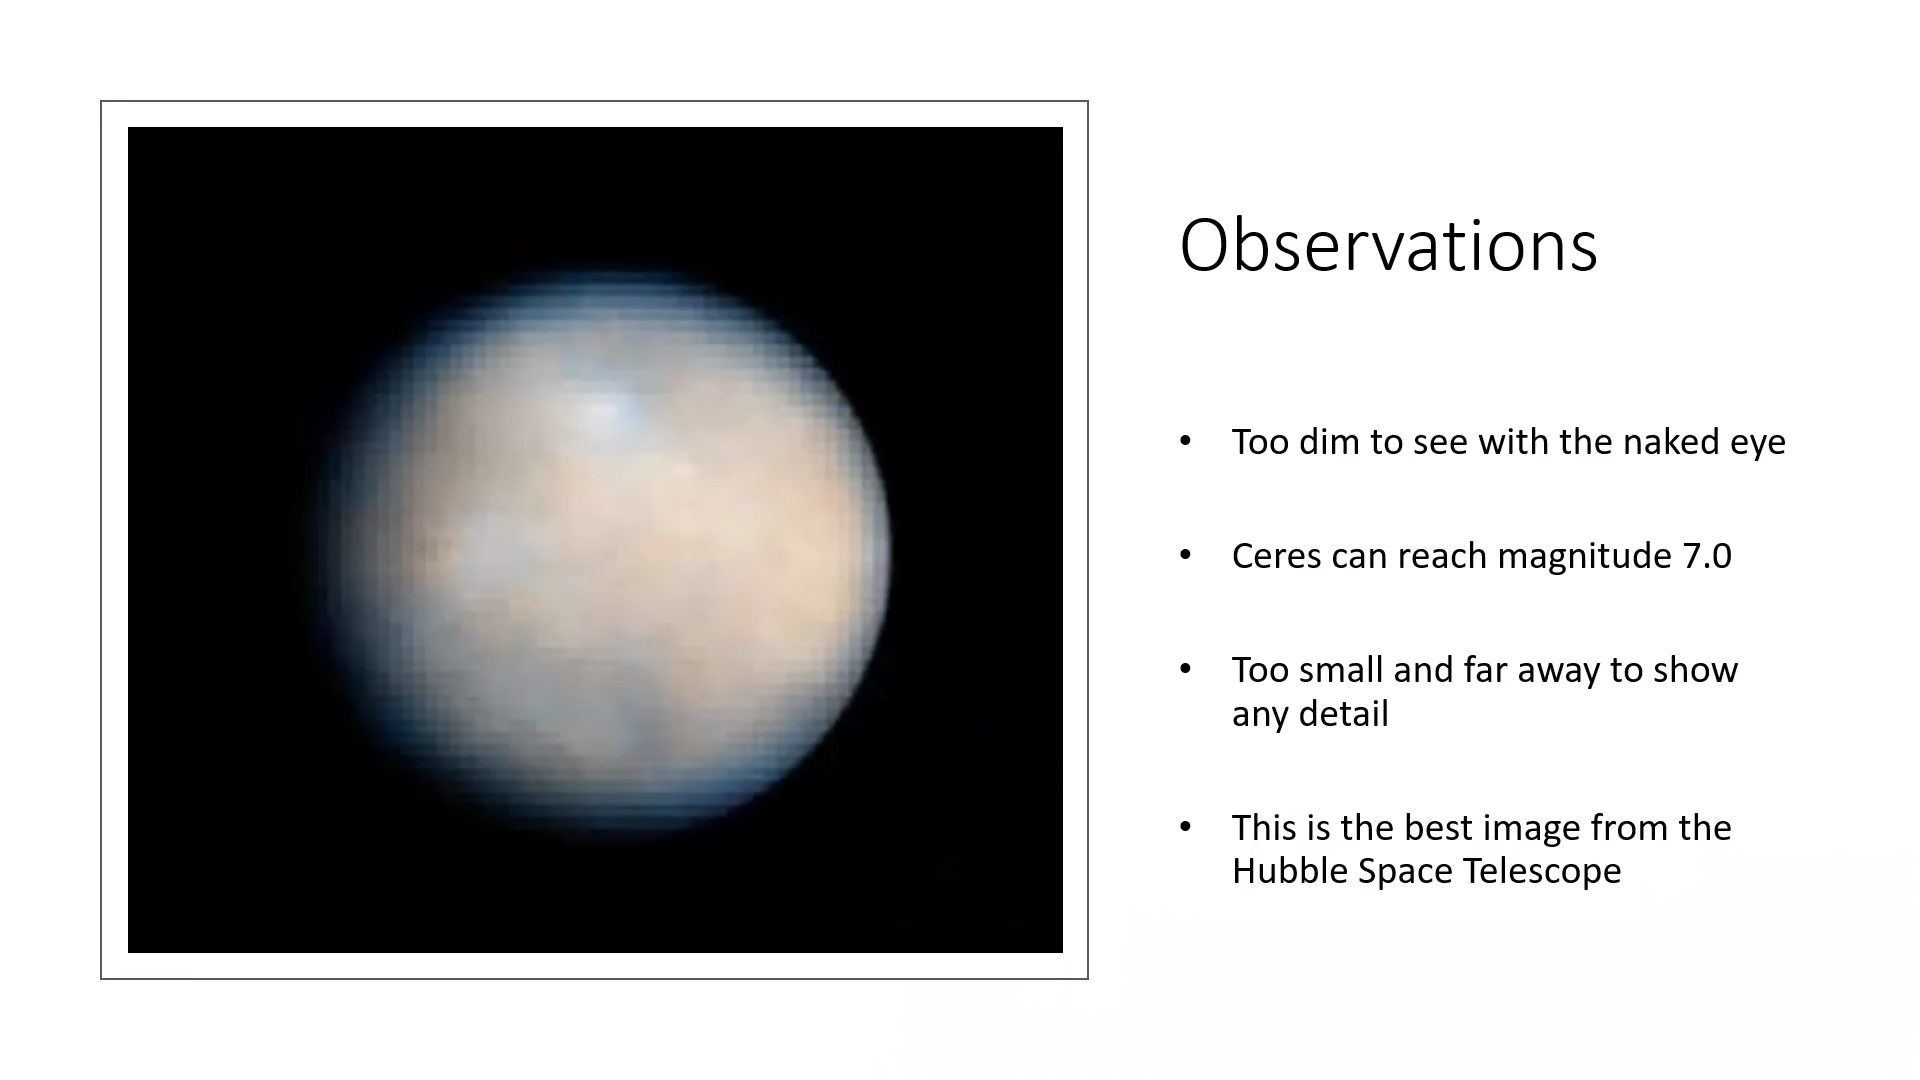 Observations
• Too dim to see with the naked eye
• Ceres can reach magnitude 7.0
• Too small and far away to show
any detail
• This is the best image from the
Hubble Space Telescope